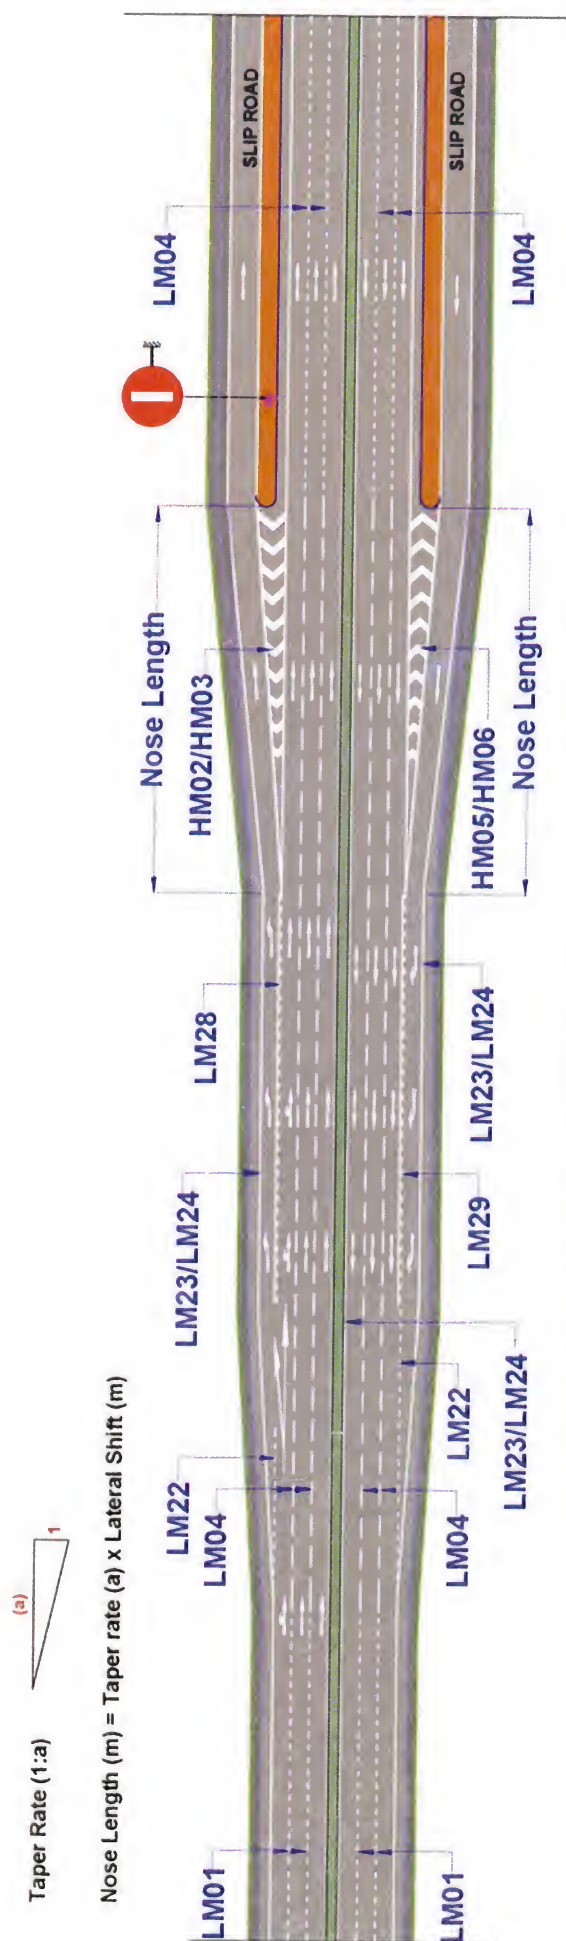 Taper Rate (1:a)
(a)
1
Nose Length (m) = Taper rate (a) x Lateral Shift (m)
LM01
LM22
LM04
LM23/LM24
LM28
Nose Length
HM02/HM03
LM04
SLIP ROAD
SLIP ROAD
LM01
LM04
LM22
LM23/LM24
LM29
LM23/LM24
HM05/HM06
Nose Length
LM04